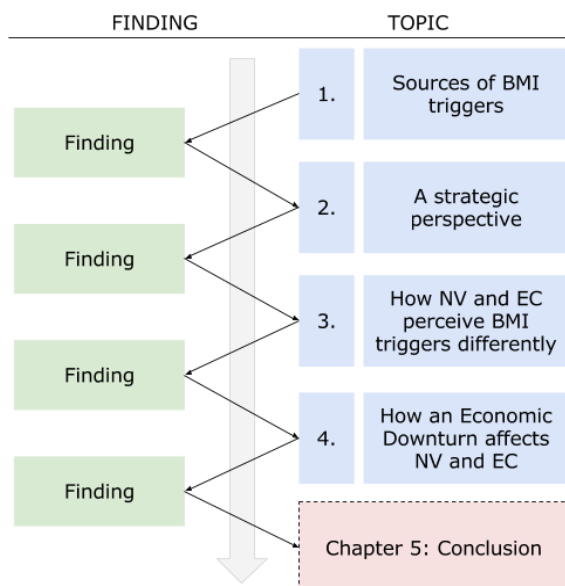 FINDING TOPIC
1. Sources of BMI
triggers
Finding
2. A strategic
perspective
Finding
3. How NV and EC
perceive BMI
triggers differently
Finding
4. How an Economic
Downturn affects
NV and EC
Finding
Chapter 5: Conclusion